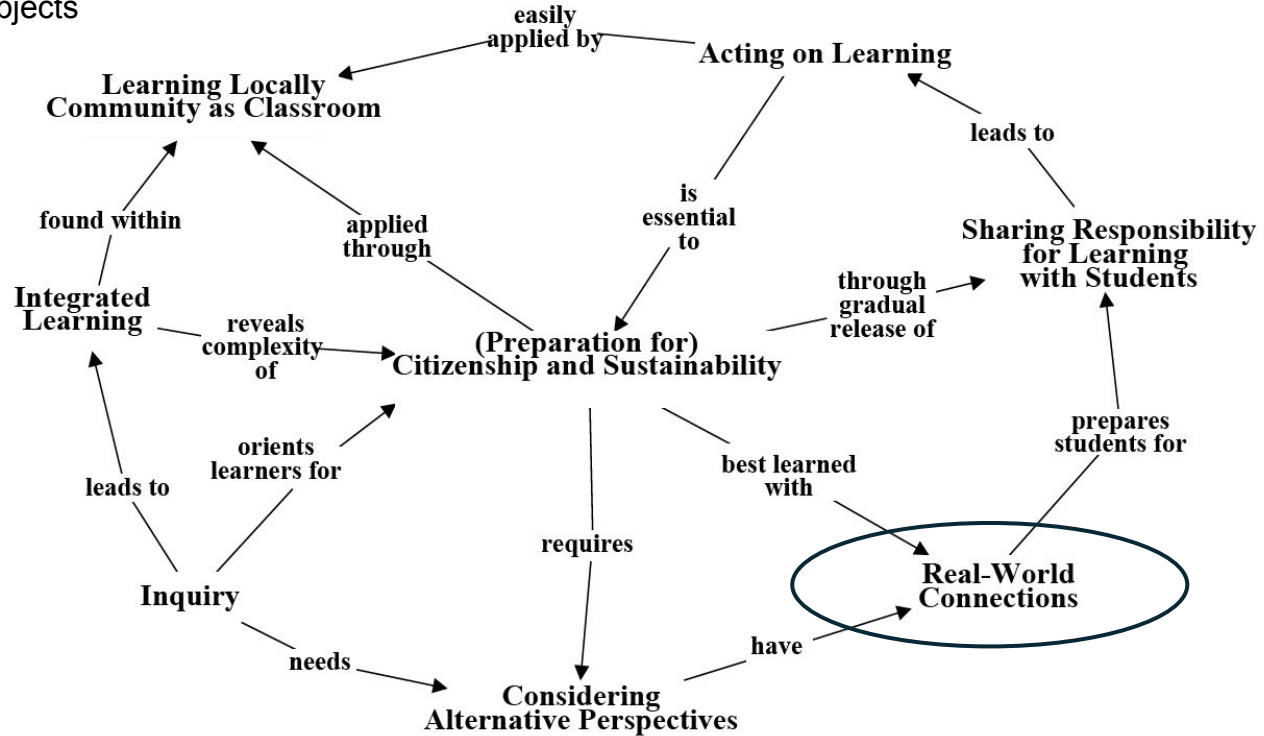 bjects
easily
applied by
Acting on Learning
Learning Locally
Community as Classroom
leads to
is
essential
to
found within
applied
through
Sharing Responsibility
for Learning
with Students
through
gradual
release of
Integrated
Learning
reveals
complexity
of
(Preparation for)
Citizenship and Sustainability
prepares
students for
orients
learners for
best learned
with
leads to
requires
Real-World
Connections
Inquiry
have
needs
Considering
Alternative Perspectives